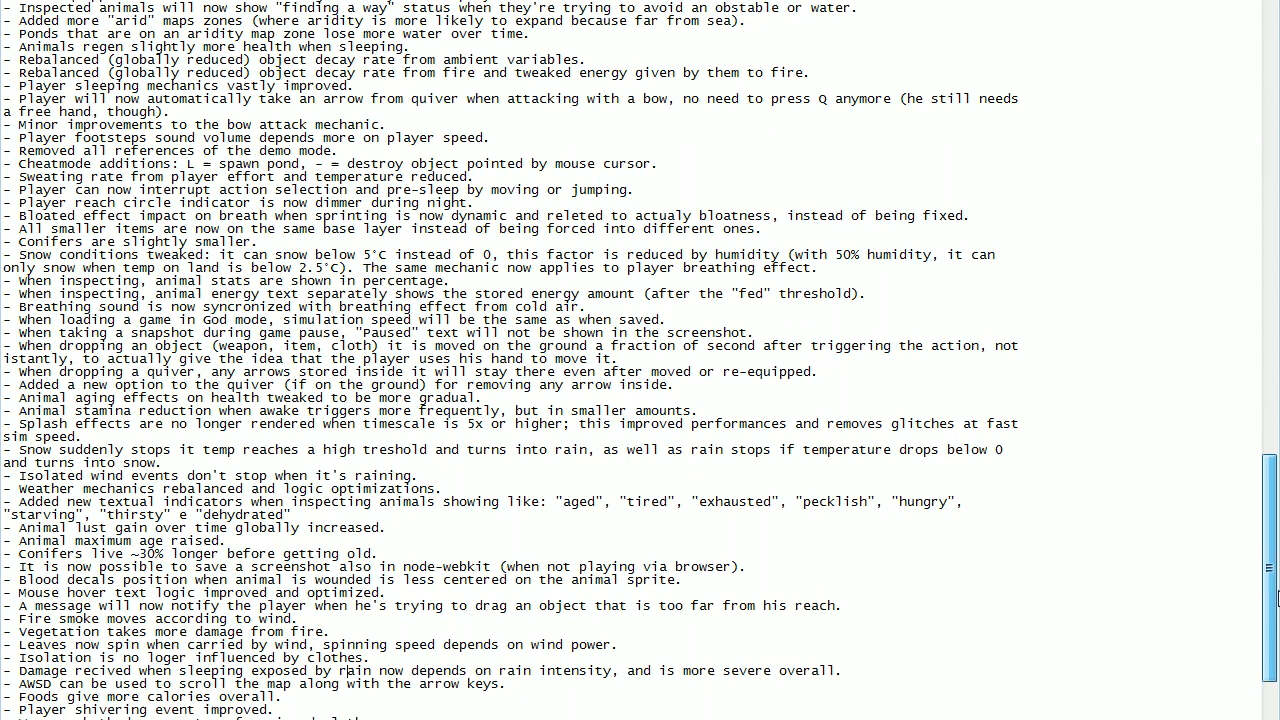 - Inspected animals will now show "finding a way" status when they're trying to avoid an obstable or water.
- Added more "arid" maps zones (where aridity is more likely to expand because far from sea).
- Ponds that are on an aridity map zone lose more water over time.
- Animals regen slightly more health when sleeping.
- Rebalanced (globally reduced) object decay rate from ambient variables.
- Rebalanced (globally reduced) object decay rate from fire and tweaked energy given by them to fire.
- Player sleeping mechanics vastly improved.
- Player will now automatically take an arrow from quiver when attacking with a bow, no need to press Q anymore (he still needs
a free hand, though).
- Minor improvements to the bow attack mechanic.
- Player footsteps sound volume depends more on player speed.
- Removed all references of the demo mode.
- Cheatmode additions: L = spawn pond, - = destroy object pointed by mouse cursor.
- Sweating rate from player effort and temperature reduced.
- Player can now interrupt action selection and pre-sleep by moving or jumping.
- Player reach circle indicator is now dimmer during night.
- Bloated effect impact on breath when sprinting is now dynamic and releted to actualy bloatness, instead of being fixed.
- All smaller items are now on the same base layer instead of being forced into different ones.
- Conifers are slightly smaller.
- Snow conditions tweaked: it can snow below 5°C instead of 0, this factor is reduced by humidity (with 50% humidity, it can
only snow when temp on land is below 2.5°C). The same mechanic now applies to player breathing effect.
- When inspecting, animal stats are shown in percentage.
- When inspecting, animal energy text separately shows the stored energy amount (after the "fed" threshold).
- Breathing sound is now syncronized with breathing effect from cold air.
- When loading a game in God mode, simulation speed will be the same as when saved.
- When taking a snapshot during game pause, "Paused" text will not be shown in the screenshot.
- When dropping an object (weapon, item, cloth) it is moved on the ground a fraction of second after triggering the action, not
istantly, to actually give the idea that the player uses his hand to move it.
- When dropping a quiver, any arrows stored inside it will stay there even after moved or re-equipped.
- Added a new option to the quiver (if on the ground) for removing any arrow inside.
- Animal aging effects on health tweaked to be more gradual.
- Animal stamina reduction when awake triggers more frequently, but in smaller amounts.
- Splash effects are no longer rendered when timescale is 5x or higher; this improved performances and removes glitches at fast
sim speed.
- Snow suddenly stops it temp reaches a high treshold and turns into rain, as well as rain stops if temperature drops below 0
and turns into snow.
- Isolated wind events don't stop when it's raining.
- Weather mechanics rebalanced and logic optimizations.
- Added new textual indicators when inspecting animals showing like: "aged", "tired", "exhausted", "pecklish", "hungry",
"starving", "thirsty" e "dehydrated"
- Animal lust gain over time globally increased.
- Animal maximum age raised.
- Conifers live ~30% longer before getting old.
- It is now possible to save a screenshot also in node-webkit (when not playing via browser).
- Blood decals position when animal is wounded is less centered on the animal sprite.
- Mouse hover text logic improved and optimized.
- A message will now notify the player when he's trying to drag an object that is too far from his reach.
- Fire smoke moves according to wind.
- Vegetation takes more damage from fire.
- Leaves now spin when carried by wind, spinning speed depends on wind power.
- Isolation is no loger influenced by clothes.
- Damage recived when sleeping exposed by rain now depends on rain intensity, and is more severe overall.
- AWSD can be used to scroll the map along with the arrow keys.
- Foods give more calories overall.
- Player shivering event improved.